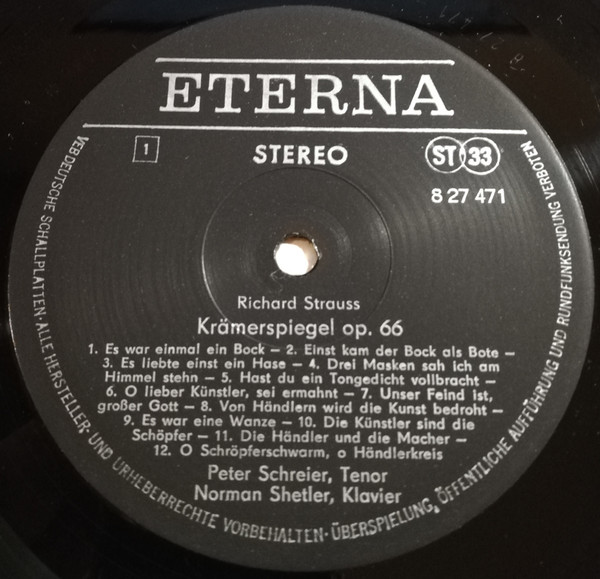 ETERNA
1
STEREO
ST 33
8 27 471
Richard Strauss
Krämerspiegel op. 66
1. Es war einmal ein Bock – 2. Einst kam der Bock als Bote –
3. Es liebte einst ein Hase – 4. Drei Masken sah ich am
Himmel stehn – 5. Hast du ein Tongedicht vollbracht –
6. O lieber Künstler, sei ermahnt – 7. Unser Feind ist,
großer Gott – 8. Von Händlern wird die Kunst bedroht –
9. Es war eine Wanze – 10. Die Künstler sind die
Schöpfer – 11. Die Händler und die Macher –
12. O Schröpferschwarm, o Händlerkreis
Peter Schreier, Tenor
Norman Shetler, Klavier
VEB DEUTSCHE SCHALLPLATTEN · ALLE HERSTELLER- UND URHEBERRECHTE VORBEHALTEN · ÜBERSPIELUNG, ÖFFENTLICHE AUFFÜHRUNG UND RUNDFUNKSENDUNG VERBOTEN